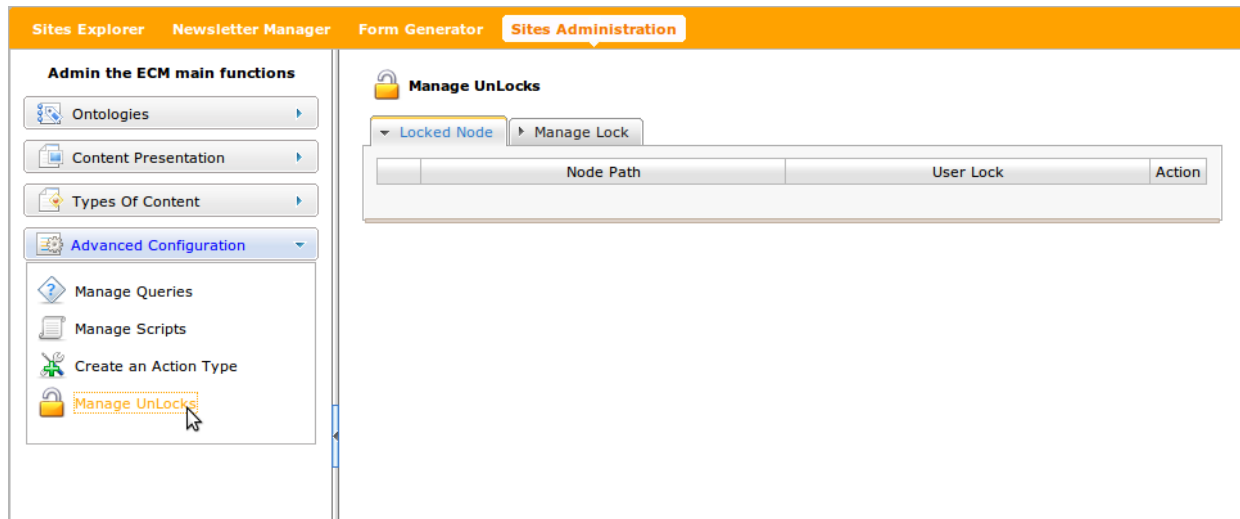 Sites Explorer Newsletter Manager Form Generator Sites Administration
Admin the ECM main functions
Ontologies
Content Presentation
Types Of Content
Advanced Configuration
Manage Queries
Manage Scripts
Create an Action Type
Manage UnLocks
Manage UnLocks
Locked Node Manage Lock
Node Path User Lock Action